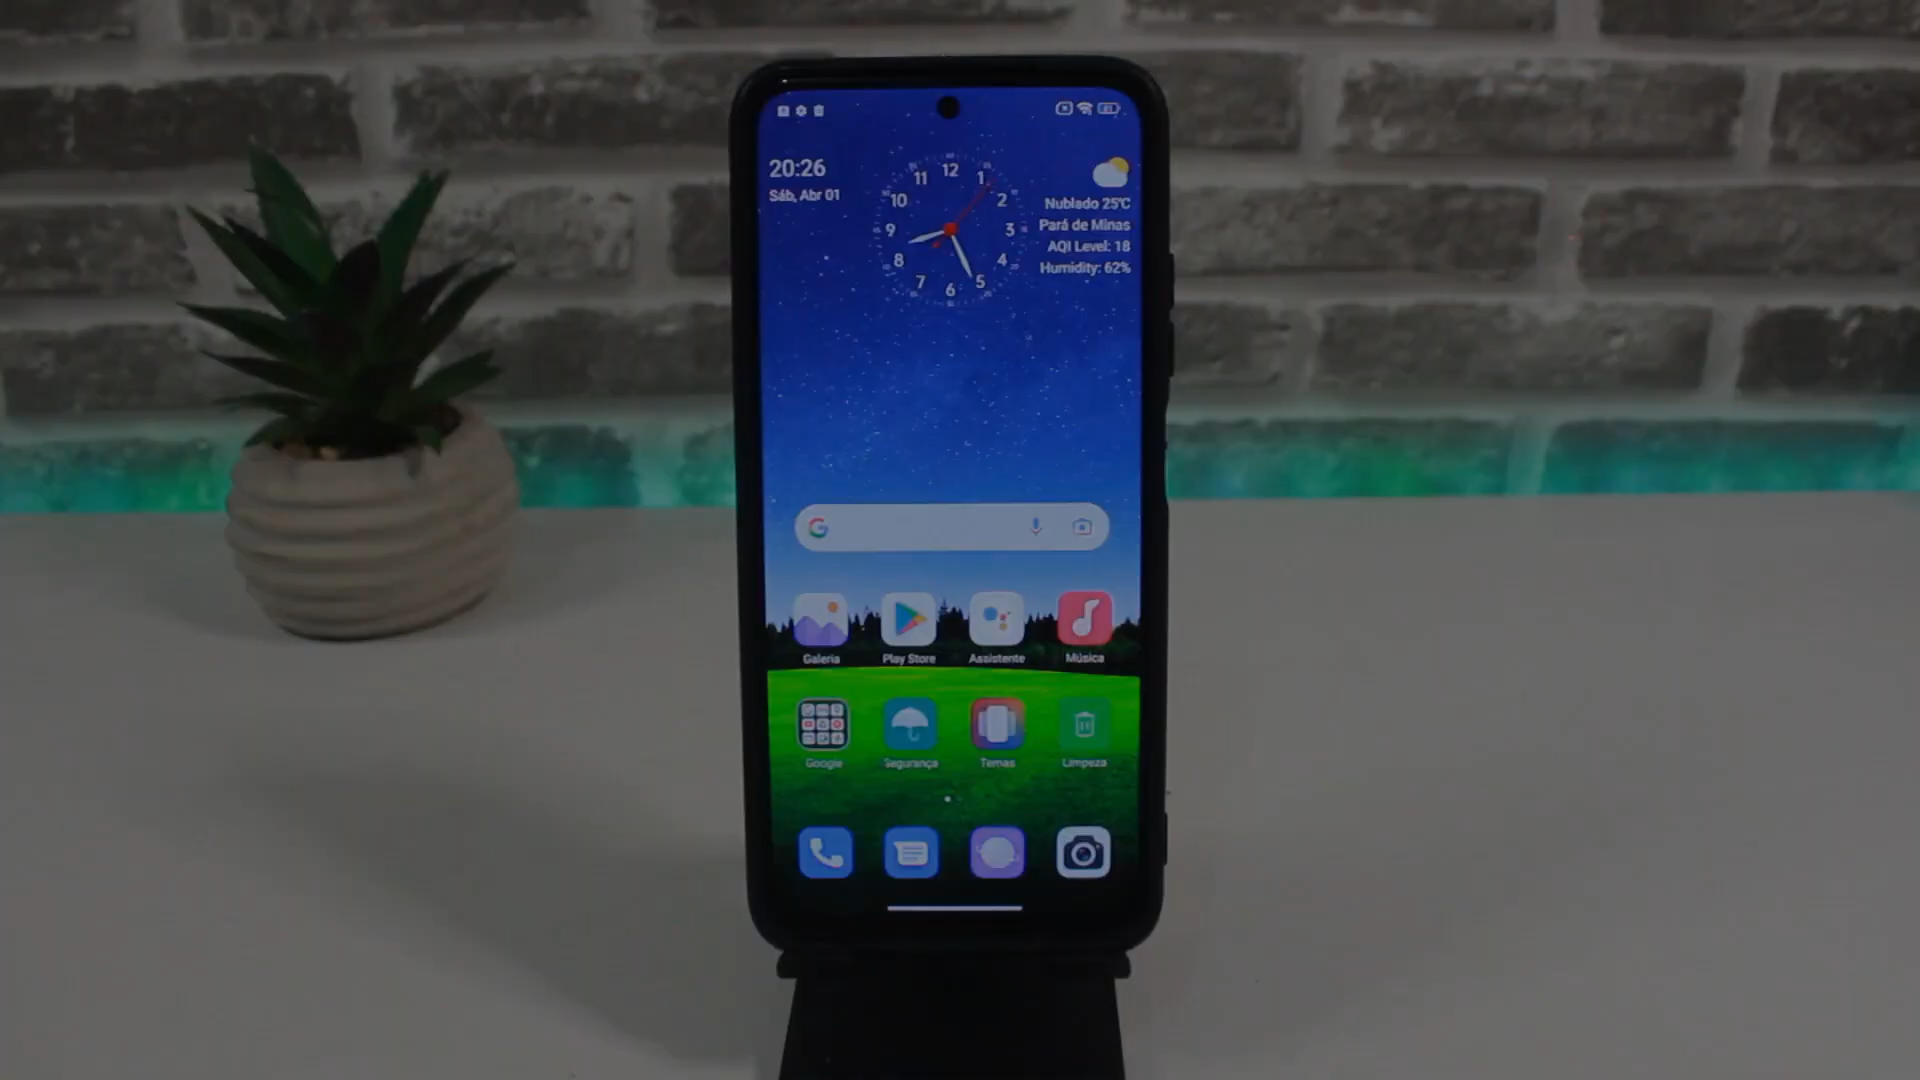 20:26
Sáb, Abr 01
12
1
2
3
4
5
6
7
8
9
10
11
Nublado 25°C
Pará de Minas
AQI Level: 18
Humidity: 62%
Galeria
Play Store
Assistente
Música
Google
Segurança
Temas
Limpeza